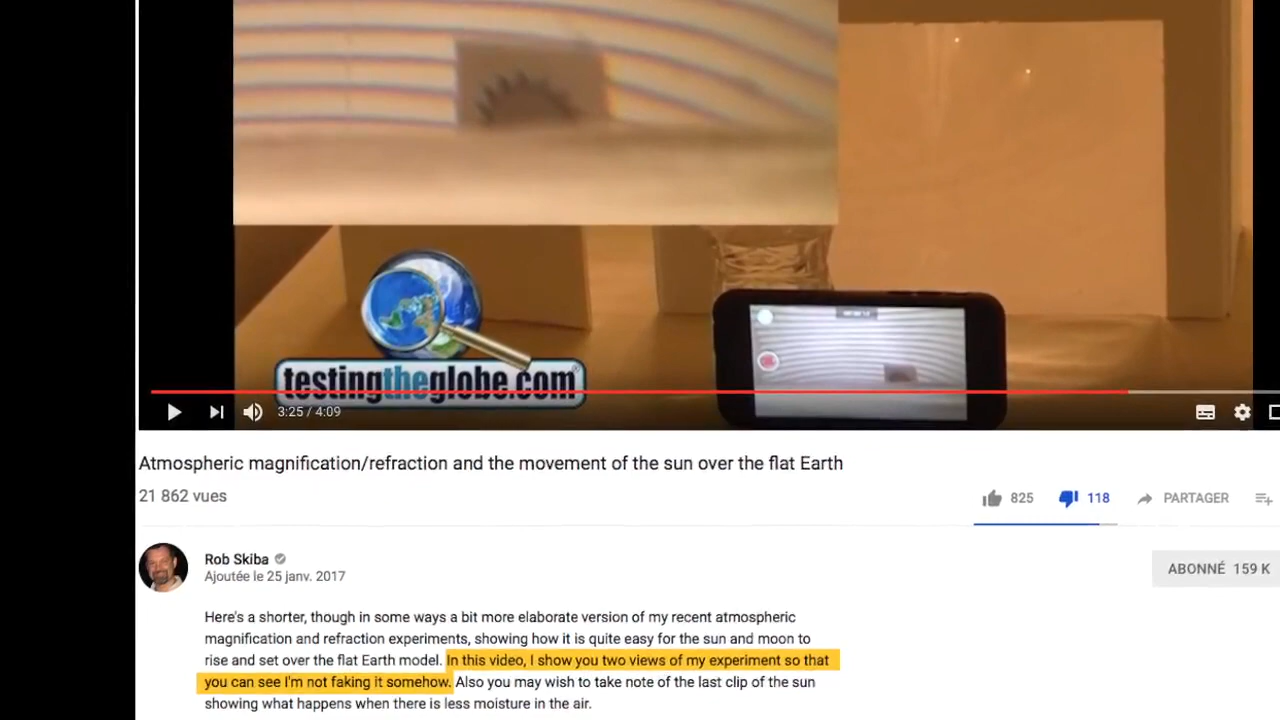 testingtheglobe.com
3:25 / 4:09
Atmospheric magnification/refraction and the movement of the sun over the flat Earth
21 862 vues
825 118 PARTAGER
Rob Skiba
Ajoutée le 25 janv. 2017
ABONNÉ 159 K
Here's a shorter, though in some ways a bit more elaborate version of my recent atmospheric
magnification and refraction experiments, showing how it is quite easy for the sun and moon to
rise and set over the flat Earth model. In this video, I show you two views of my experiment so that
you can see I'm not faking it somehow. Also you may wish to take note of the last clip of the sun
showing what happens when there is less moisture in the air.